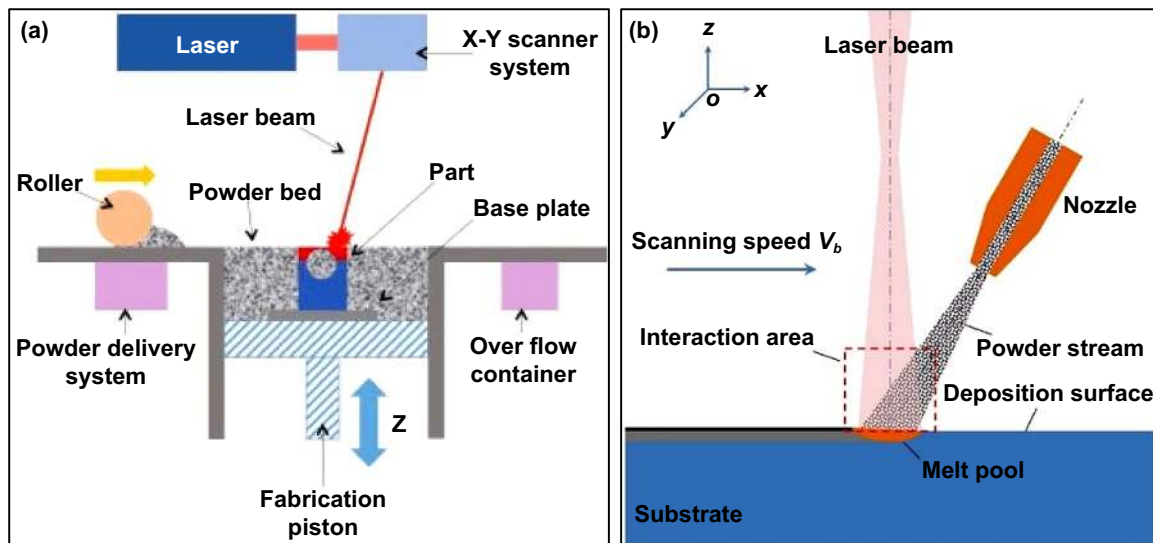 (a)
Laser
X-Y scanner
system
Laser beam
Roller
Powder bed
Part
Base plate
Powder delivery
system
Over flow
container
Z
Fabrication
piston
(b)
z
o
x
y
Laser beam
Nozzle
Scanning speed V_b
Interaction area
Powder stream
Deposition surface
Melt pool
Substrate